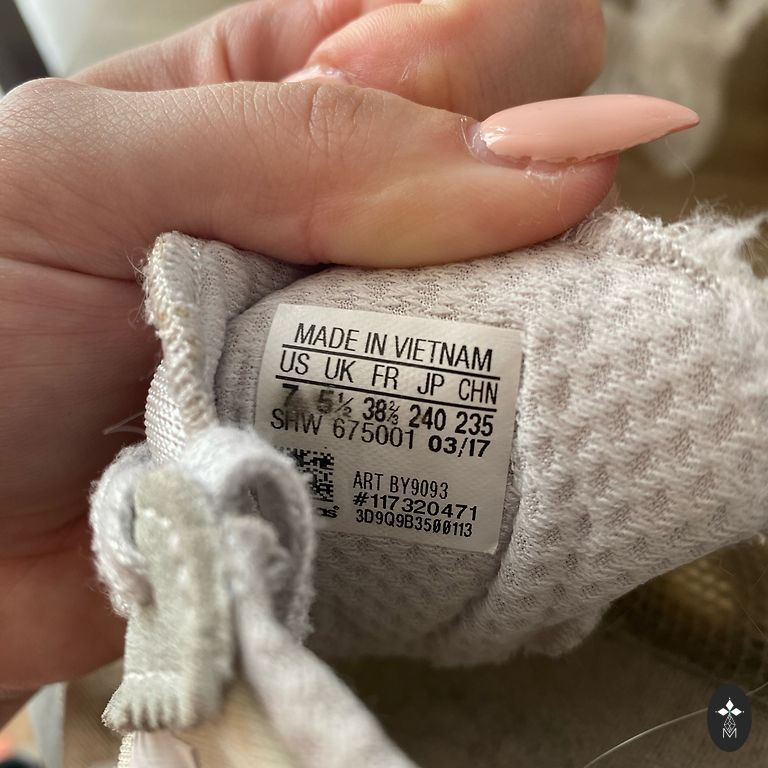 MADE IN VIETNAM
US UK FR JP CHN
7 5½ 38⅔ 240 235
SHW 675001 03/17
ART BY9093
#117320471
3D9Q9B3500113
M